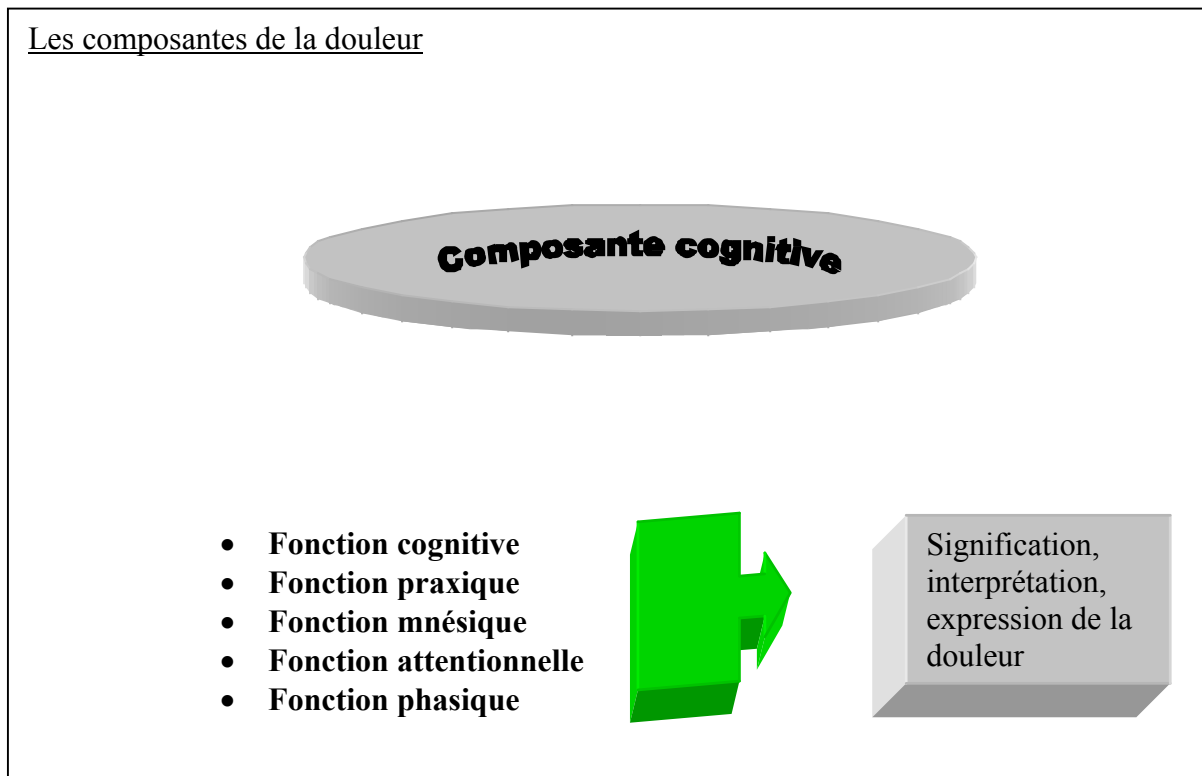 Les composantes de la douleur
Composante cognitive
• Fonction cognitive
• Fonction praxique
• Fonction mnésique
• Fonction attentionnelle
• Fonction phasique
Signification,
interprétation,
expression de la
douleur